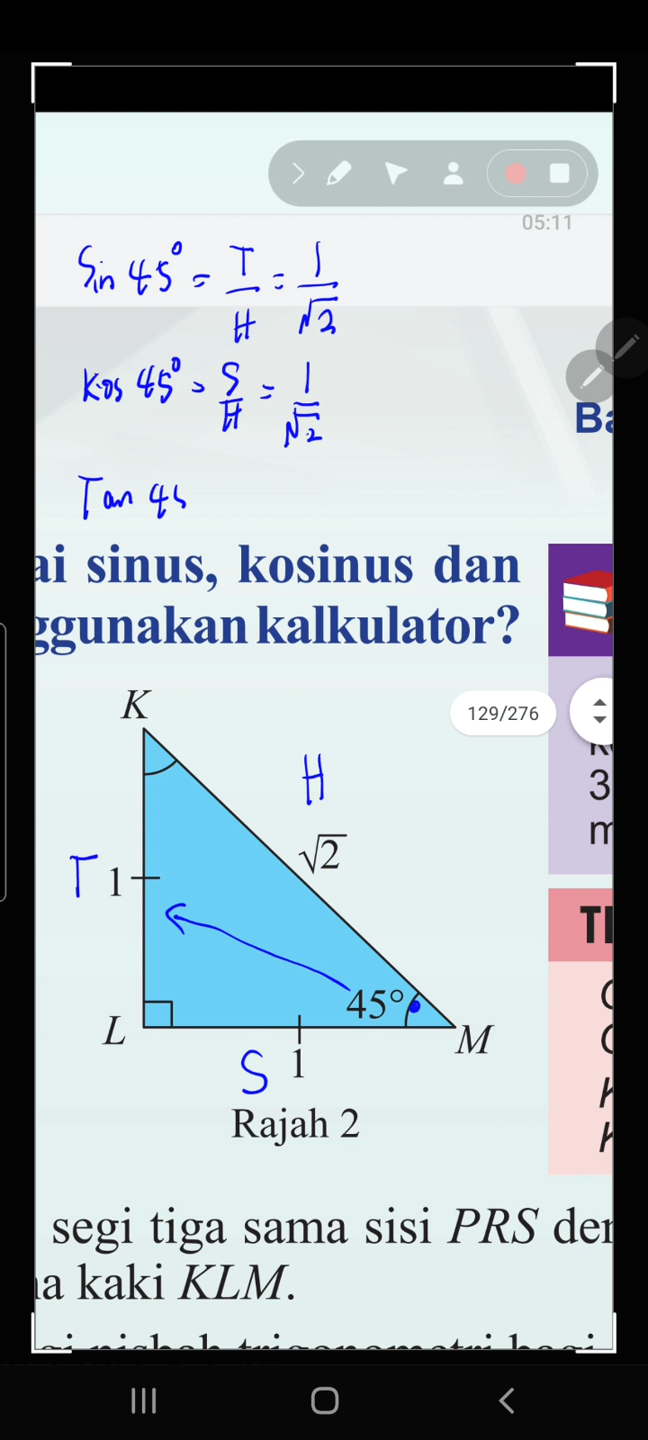 05:11
Sin 45° = T/H = 1/√2
Kos 45° = S/H = 1/√2
Ba
Tan 45
ai sinus, kosinus dan
ggunakan kalkulator?
K
129/276
H
3
m
√2
T 1
TI
45°
L
M
S 1
Rajah 2
segi tiga sama sisi PRS der
a kaki KLM.